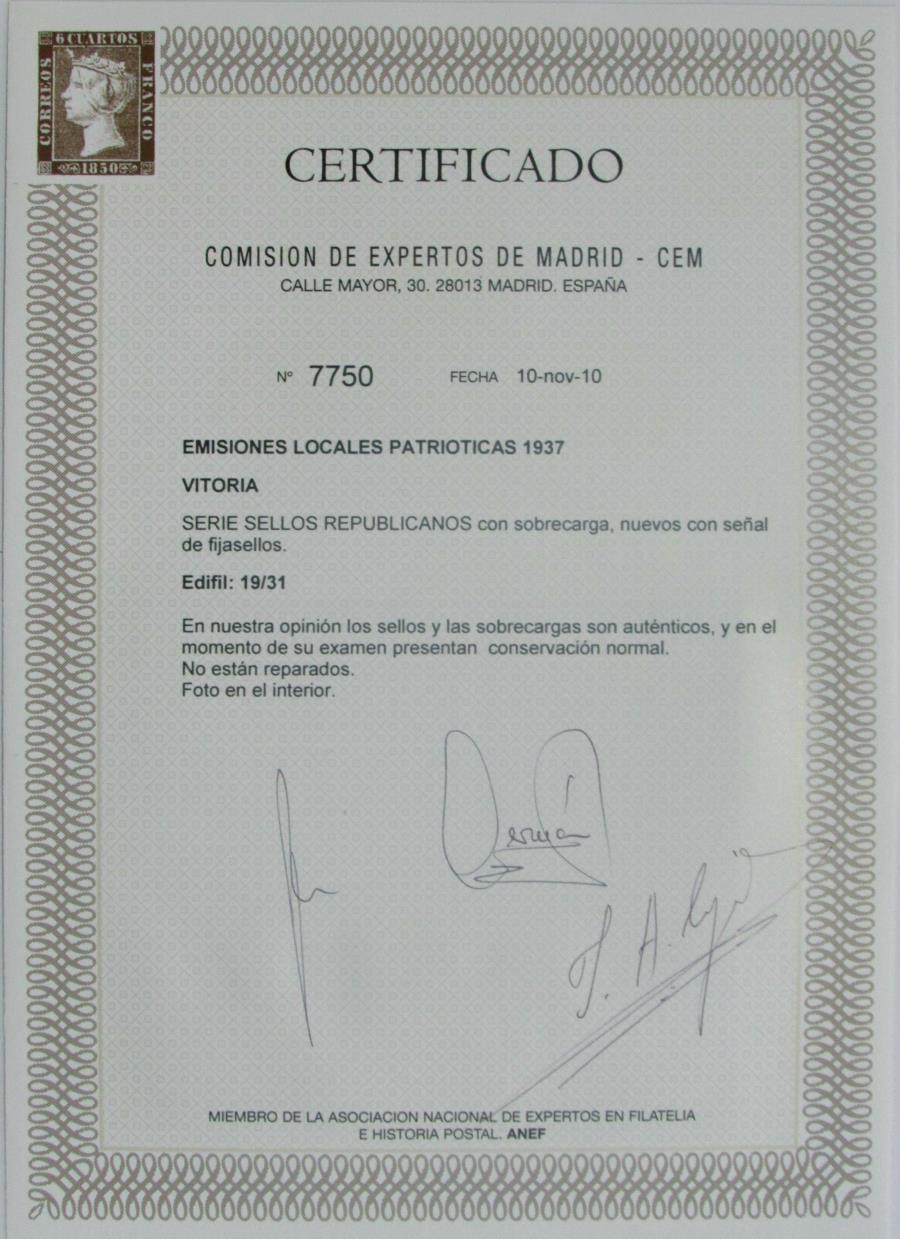 6 CUARTOS
CORREOS
FRANCO
1850
CERTIFICADO
COMISION DE EXPERTOS DE MADRID - CEM
CALLE MAYOR, 30. 28013 MADRID. ESPAÑA
Nº 7750 FECHA 10-nov-10
EMISIONES LOCALES PATRIOTICAS 1937
VITORIA
SERIE SELLOS REPUBLICANOS con sobrecarga, nuevos con señal
de fijasellos.
Edifil: 19/31
En nuestra opinión los sellos y las sobrecargas son auténticos, y en el
momento de su examen presentan conservación normal.
No están reparados.
Foto en el interior.
MIEMBRO DE LA ASOCIACION NACIONAL DE EXPERTOS EN FILATELIA
E HISTORIA POSTAL. ANEF